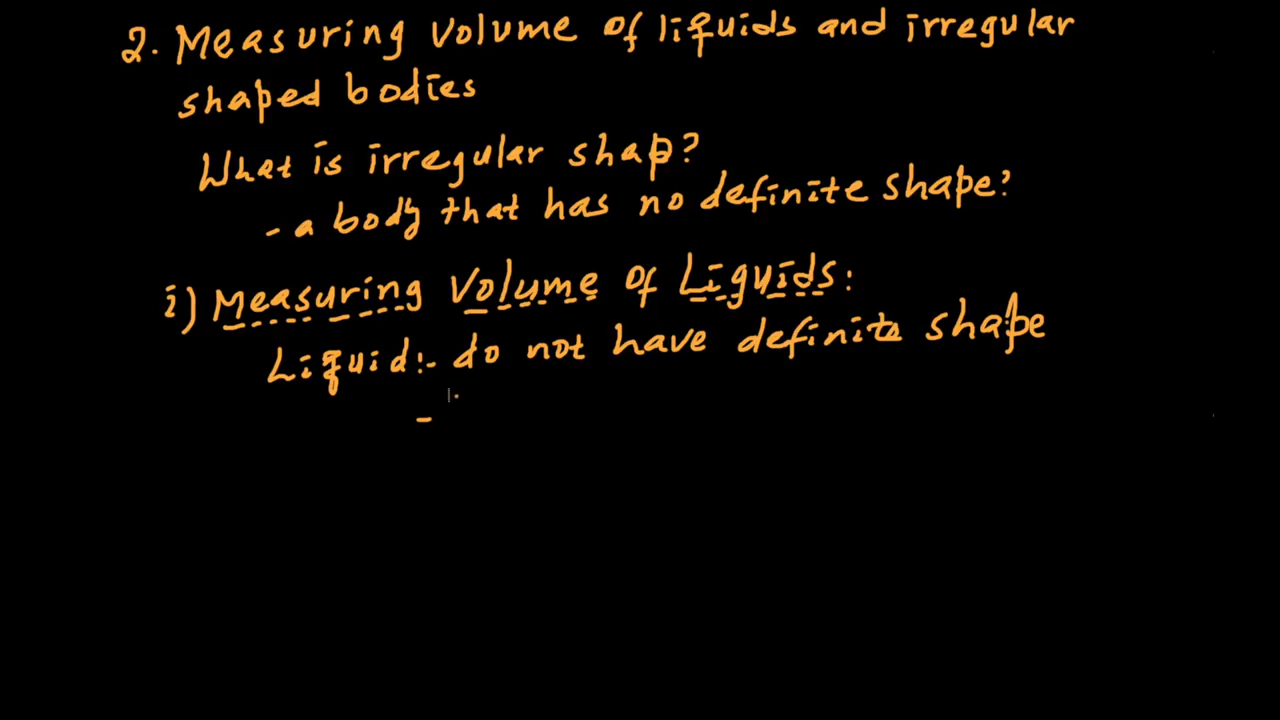 2. Measuring volume of liquids and irregular
shaped bodies
What is irregular shap?
- a body that has no definite shape?
i) Measuring Volume of Liquids:
Liquid:- do not have definite shape
-